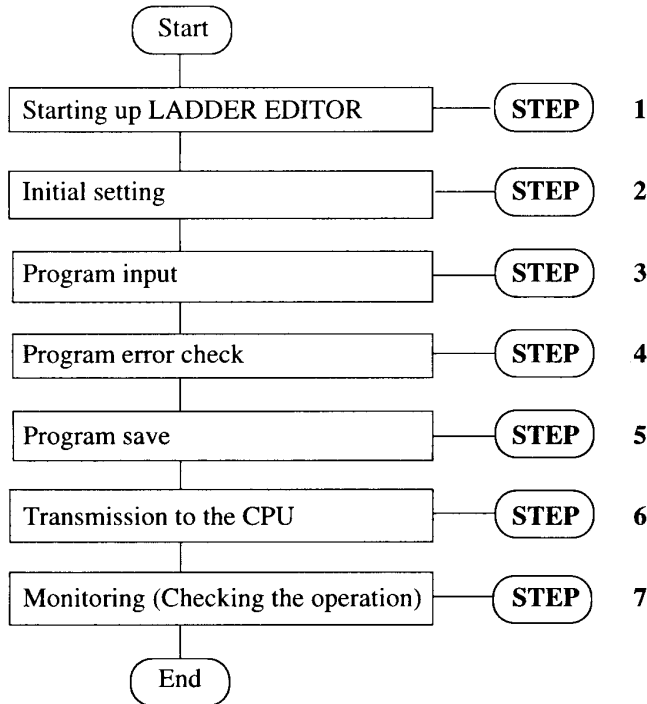 Start
Starting up LADDER EDITOR STEP 1
Initial setting STEP 2
Program input STEP 3
Program error check STEP 4
Program save STEP 5
Transmission to the CPU STEP 6
Monitoring (Checking the operation) STEP 7
End